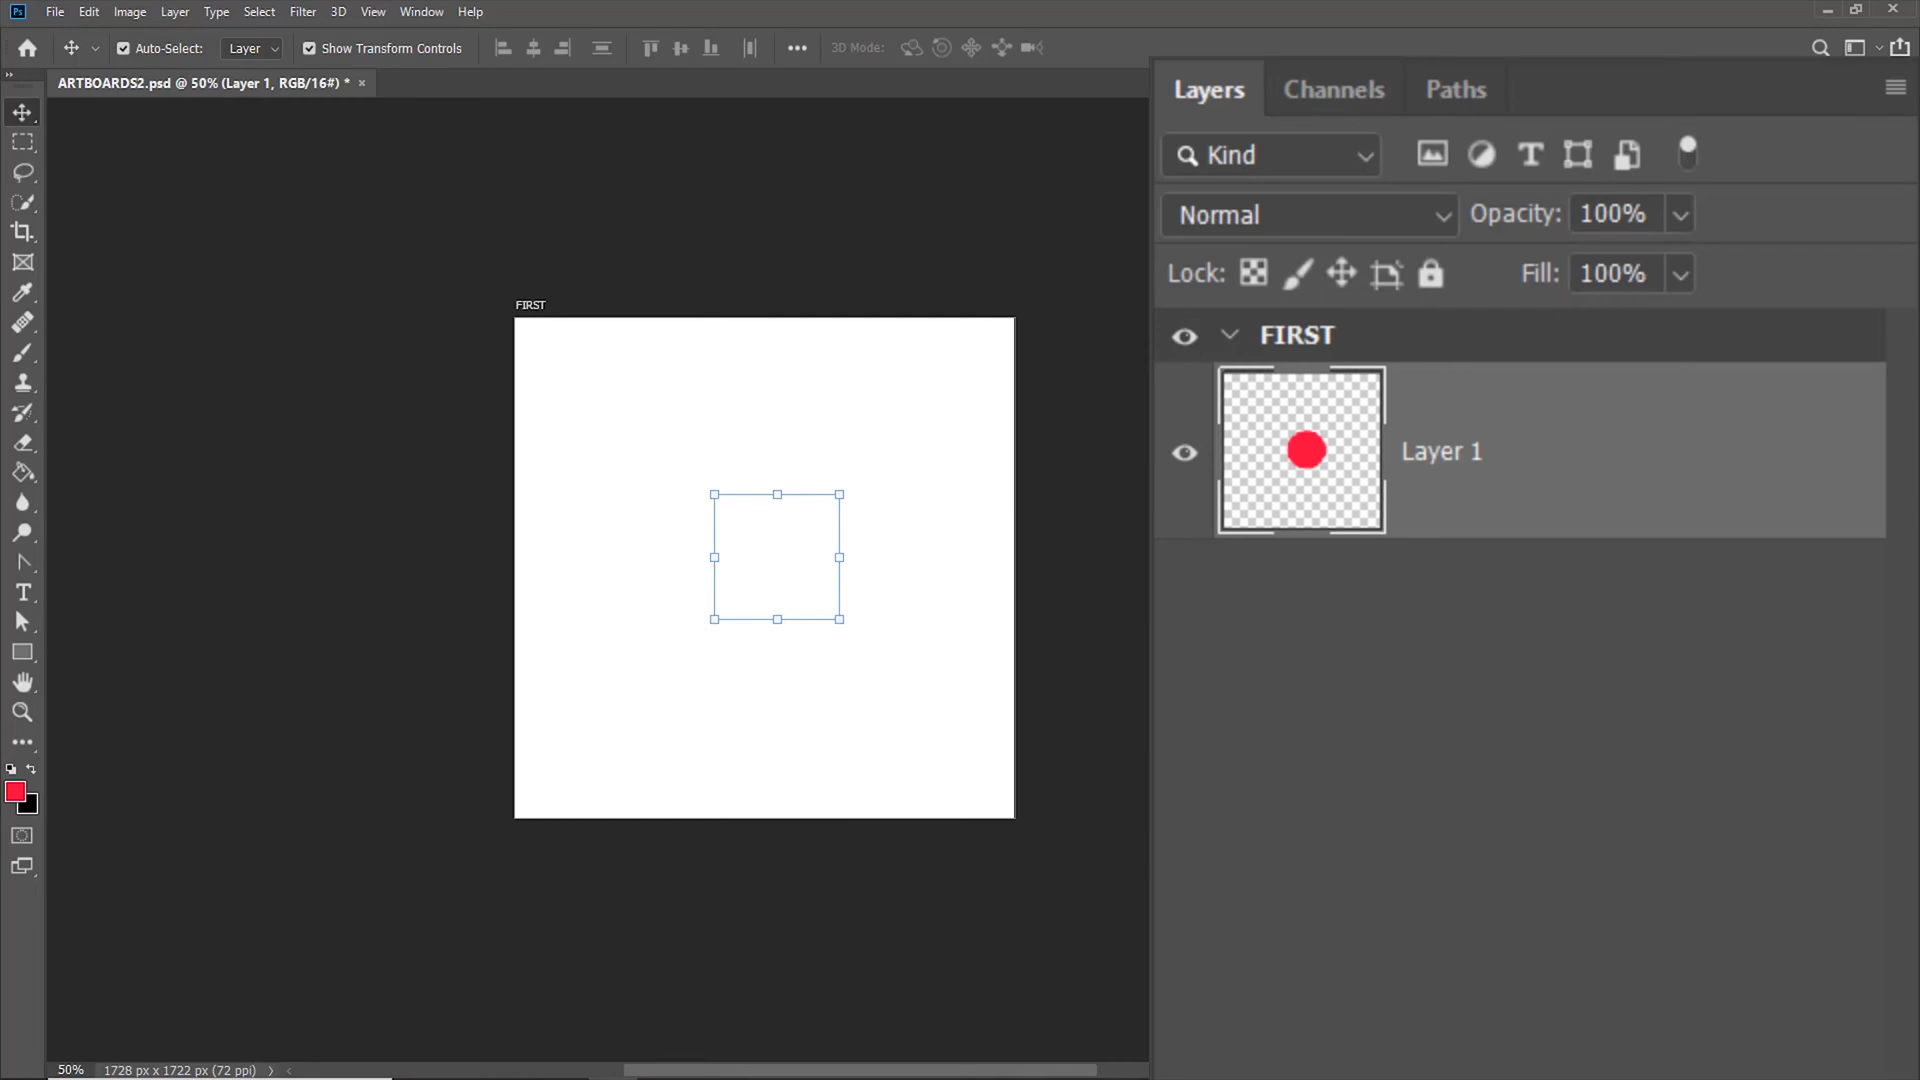 Ps File Edit Image Layer Type Select Filter 3D View Window Help
Auto-Select: Layer Show Transform Controls 3D Mode:
ARTBOARDS2.psd @ 50% (Layer 1, RGB/16#) *
Layers Channels Paths
Kind
Normal Opacity: 100%
Lock: Fill: 100%
FIRST
FIRST
Layer 1
50% 1728 px x 1722 px (72 ppi)